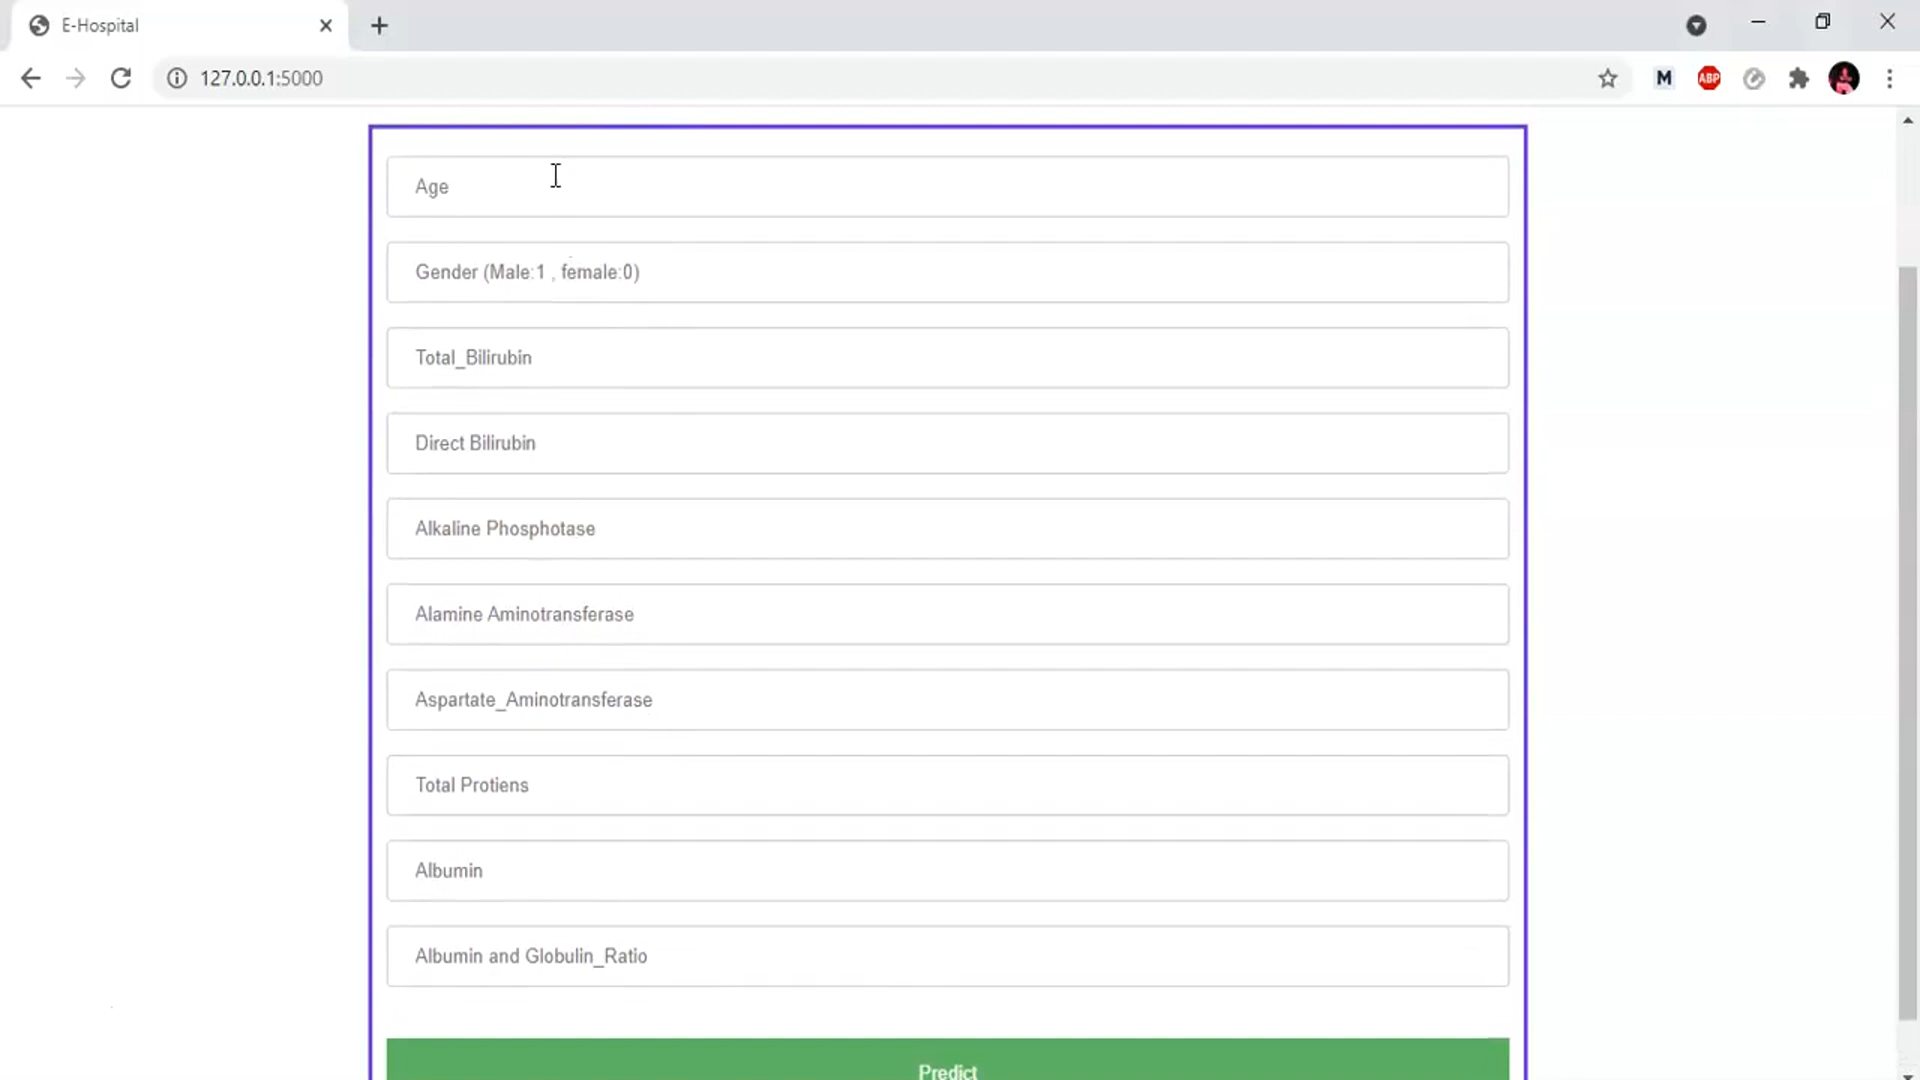 E-Hospital
127.0.0.1:5000
M
ABP
Age
Gender (Male:1 , female:0)
Total_Bilirubin
Direct Bilirubin
Alkaline Phosphotase
Alamine Aminotransferase
Aspartate_Aminotransferase
Total Protiens
Albumin
Albumin and Globulin_Ratio
Predict